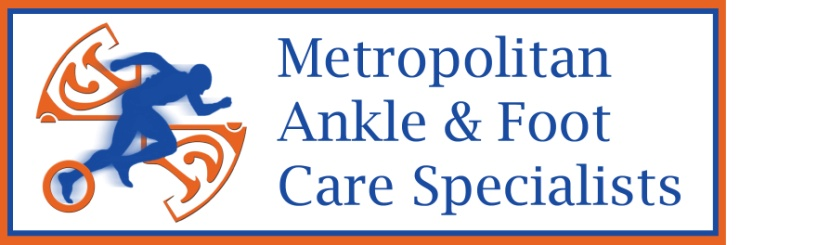 Metropolitan
Ankle & Foot
Care Specialists